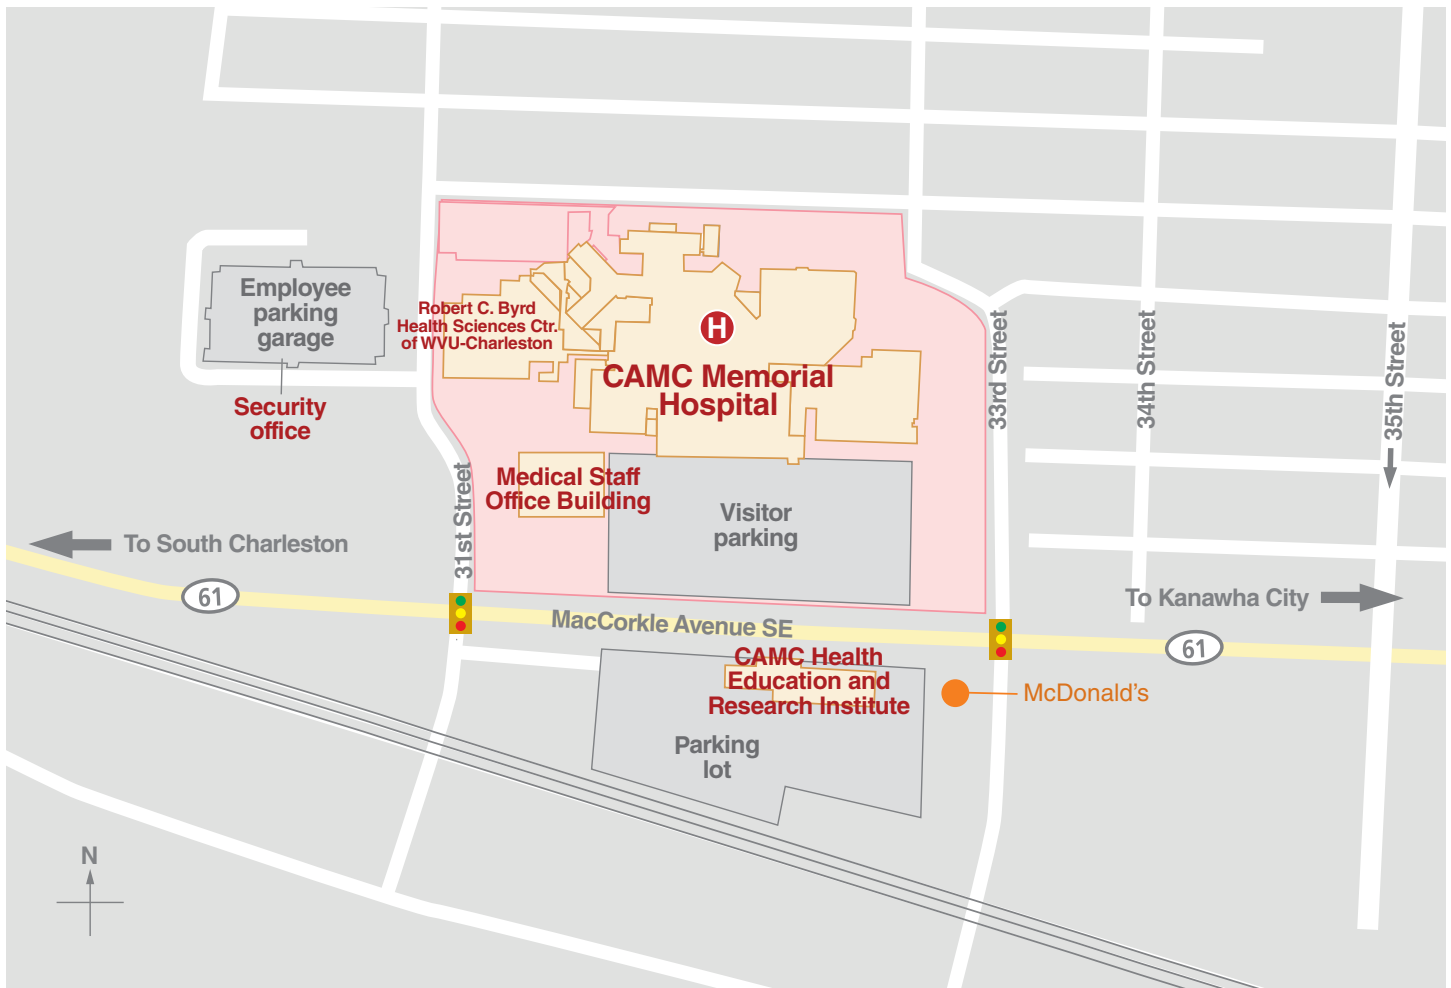 Employee
parking
garage
Security
office
Robert C. Byrd
Health Sciences Ctr.
of WVU-Charleston
H
CAMC Memorial
Hospital
Medical Staff
Office Building
Visitor
parking
31st Street
33rd Street
34th Street
35th Street
To South Charleston
61
MacCorkle Avenue SE
To Kanawha City
61
CAMC Health
Education and
Research Institute
McDonald’s
Parking
lot
N